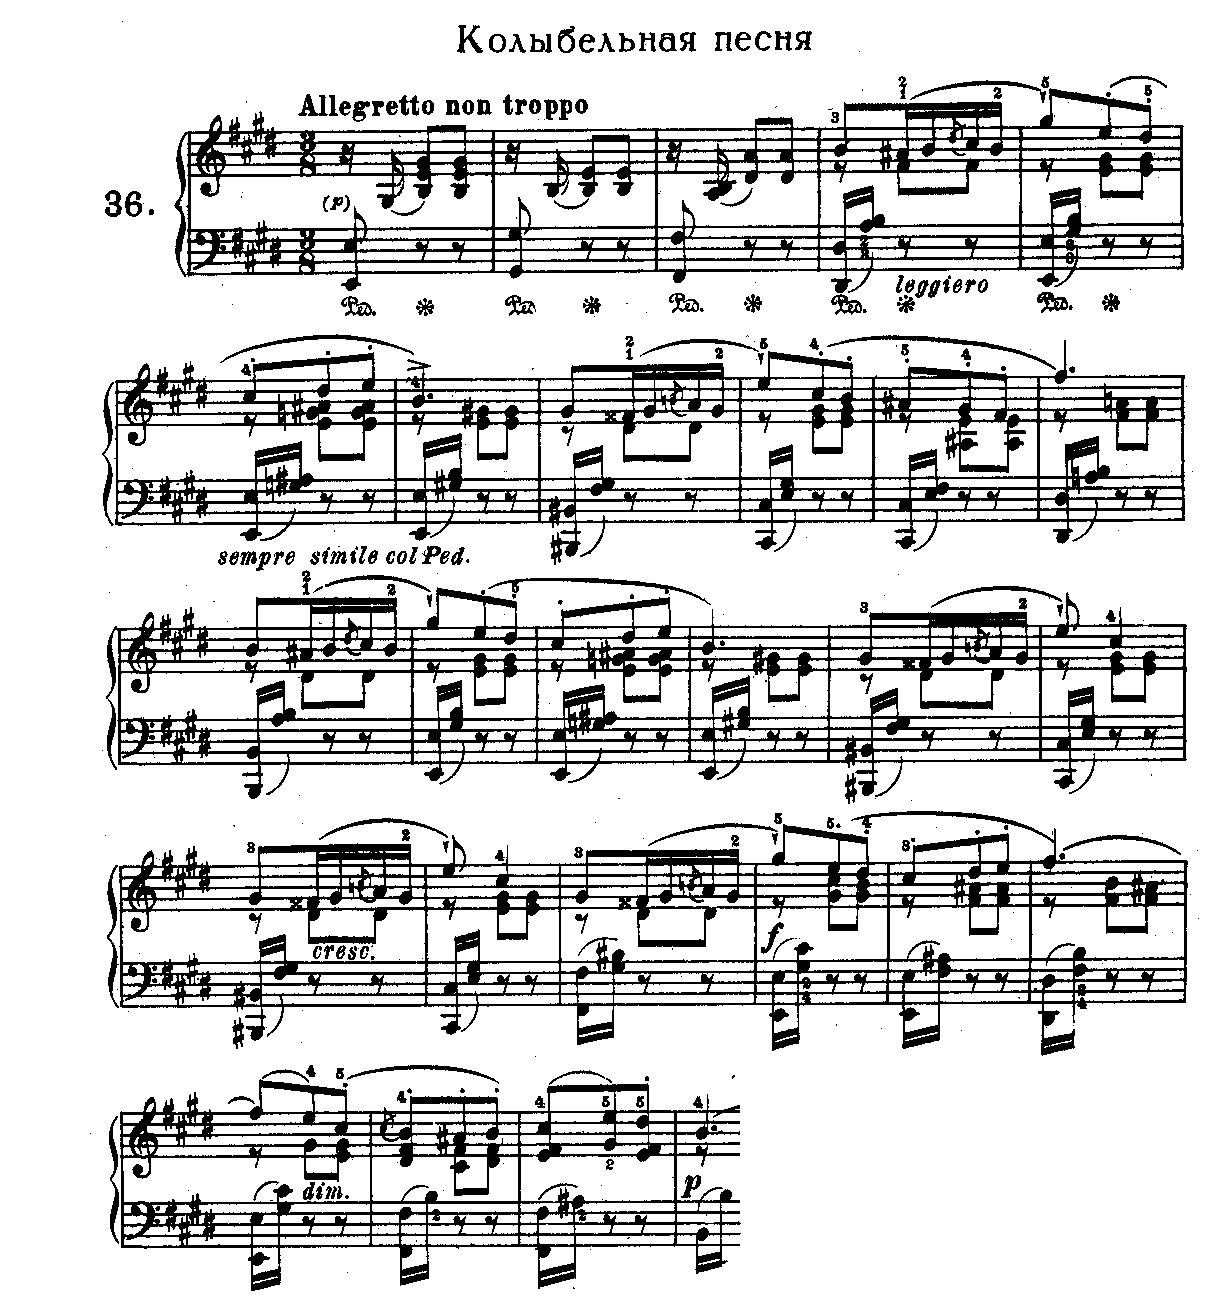 Колыбельная песня
Allegretto non troppo
36.
(p)
leggiero
Ped. Ped. Ped. Ped. Ped.
sempre simile col Ped.
cresc.
f
dim.
p